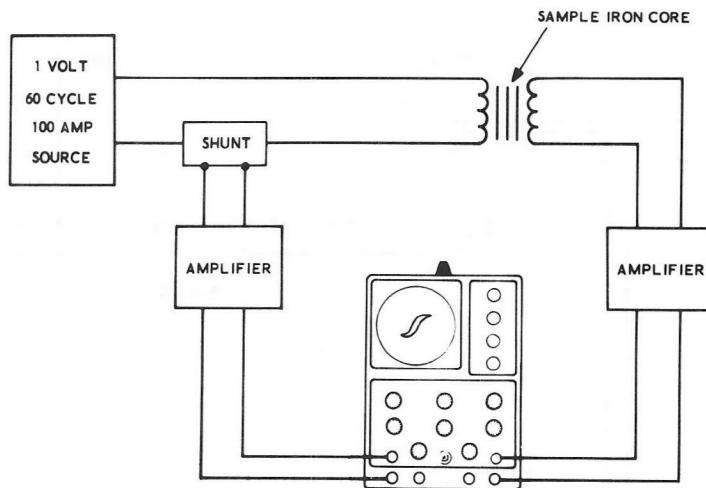 SAMPLE IRON CORE
1 VOLT
60 CYCLE
100 AMP
SOURCE
SHUNT
AMPLIFIER
AMPLIFIER